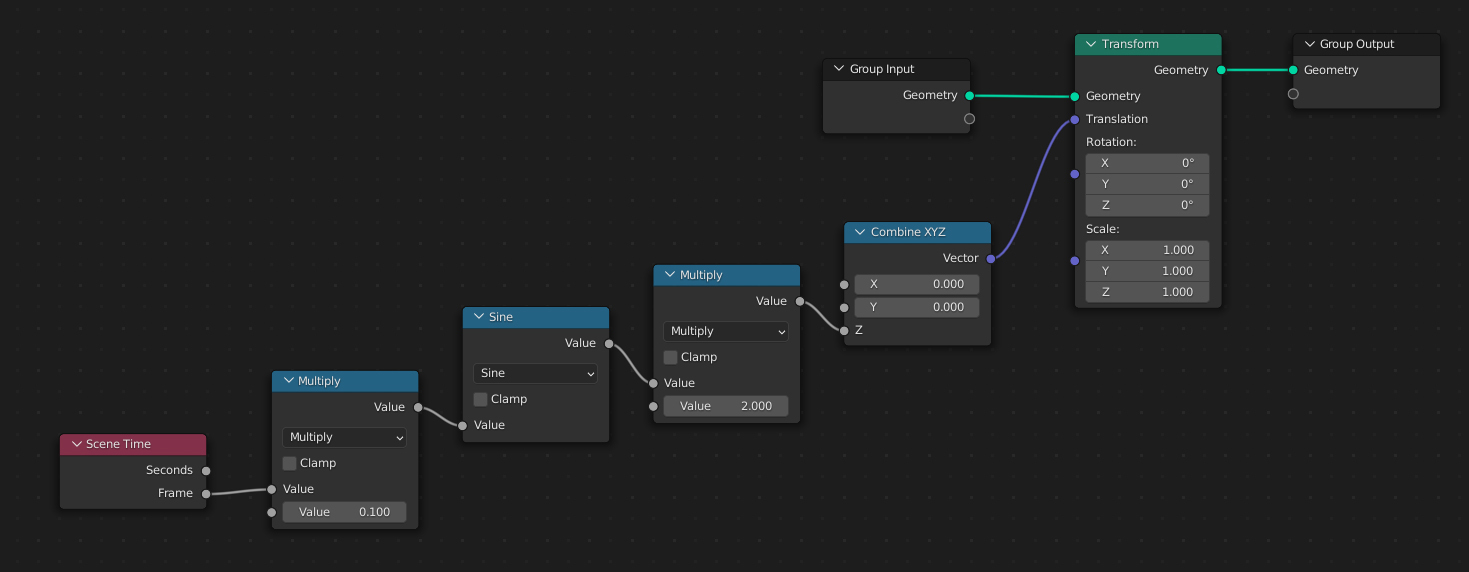 Scene Time
Seconds
Frame
Multiply
Value
Multiply
Clamp
Value
Value 0.100
Sine
Value
Sine
Clamp
Value
Multiply
Value
Multiply
Clamp
Value
Value 2.000
Combine XYZ
Vector
X 0.000
Y 0.000
Z
Group Input
Geometry
Transform
Geometry
Geometry
Translation
Rotation:
X 0°
Y 0°
Z 0°
Scale:
X 1.000
Y 1.000
Z 1.000
Group Output
Geometry